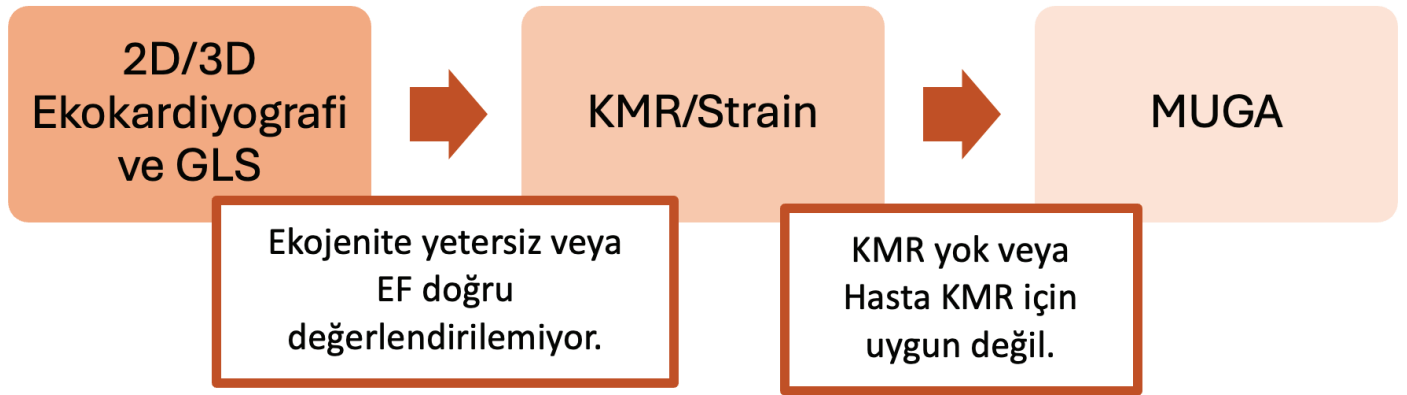 2D/3D
Ekokardiyografi
ve GLS
KMR/Strain
MUGA
Ekojenite yetersiz veya
EF doğru
değerlendirilemiyor.
KMR yok veya
Hasta KMR için
uygun değil.